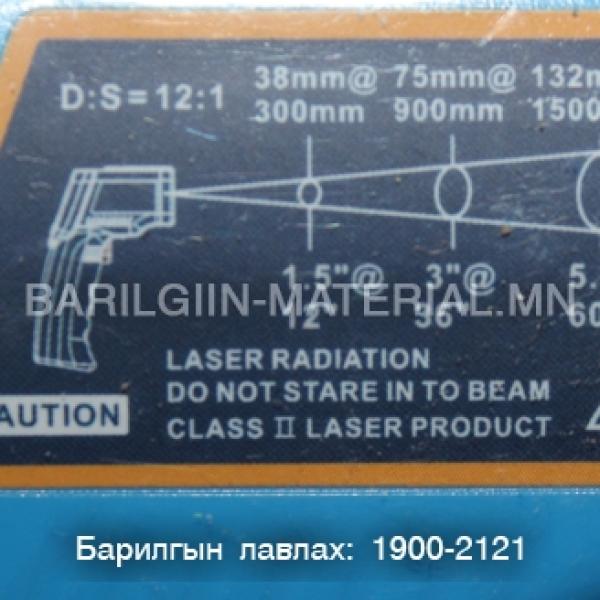 D:S=12:1
38mm@ 75mm@ 132m
300mm 900mm 1500
1.5"@ 3"@ 5.
12" 36" 60
BARILGIIN-MATERIAL.MN
LASER RADIATION
DO NOT STARE IN TO BEAM
AUTION
CLASS II LASER PRODUCT
Барилгын лавлах: 1900-2121